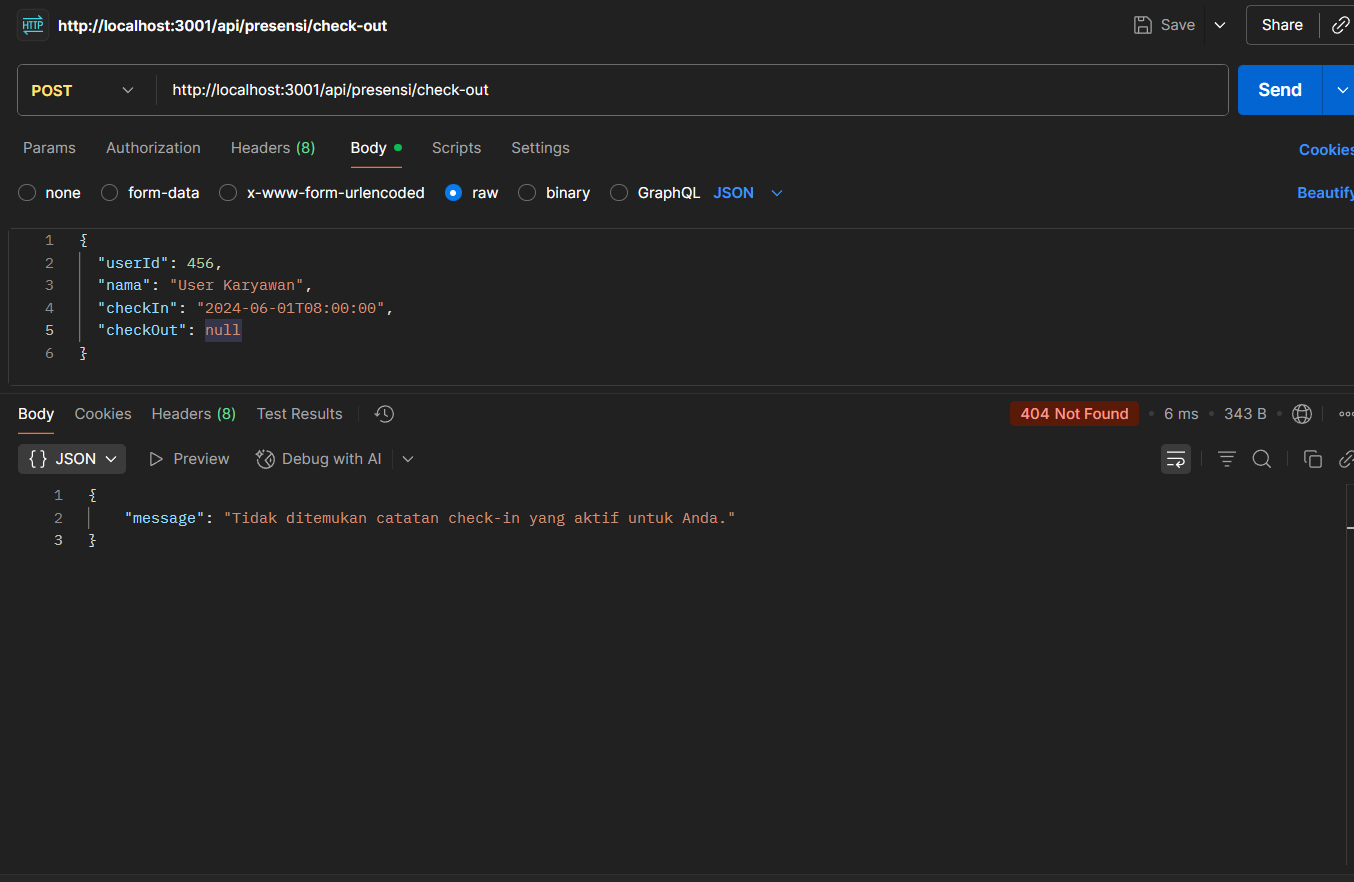 HTTP http://localhost:3001/api/presensi/check-out Save Share
POST http://localhost:3001/api/presensi/check-out Send
Params Authorization Headers (8) Body Scripts Settings Cookies
none form-data x-www-form-urlencoded raw binary GraphQL JSON Beautify
1 {
2 "userId": 456,
3 "nama": "User Karyawan",
4 "checkIn": "2024-06-01T08:00:00",
5 "checkOut": null
6 }
Body Cookies Headers (8) Test Results 404 Not Found • 6 ms • 343 B •
{} JSON Preview Debug with AI
1 {
2 "message": "Tidak ditemukan catatan check-in yang aktif untuk Anda."
3 }